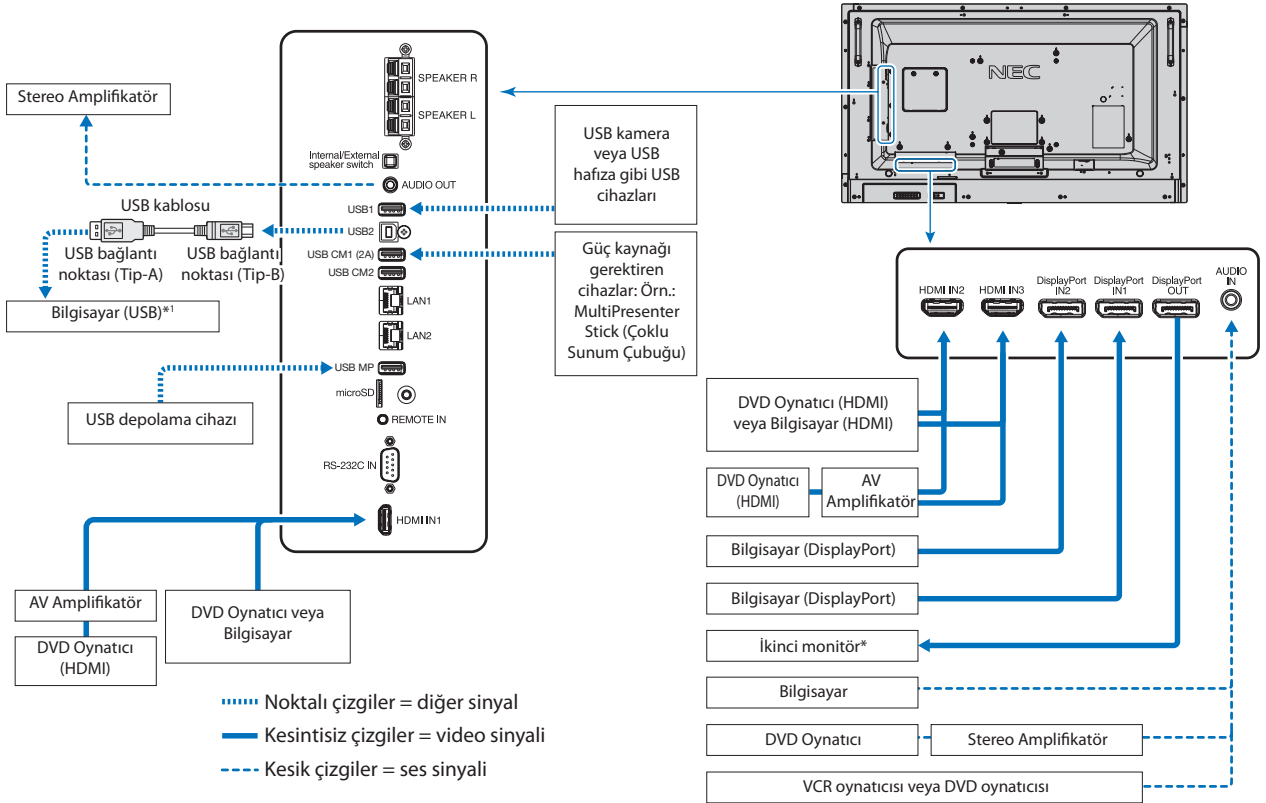 NEC
SPEAKER R
SPEAKER L
Internal/External
speaker switch
AUDIO OUT
USB1
USB2
USB CM1 (2A)
USB CM2
LAN1
LAN2
USB MP
microSD
REMOTE IN
RS-232C IN
HDMI IN1
Stereo Amplifikatör
USB kablosu
USB bağlantı
noktası (Tip-A)
USB bağlantı
noktası (Tip-B)
Bilgisayar (USB)*1
USB depolama cihazı
AV Amplifikatör
DVD Oynatıcı
(HDMI)
DVD Oynatıcı veya
Bilgisayar
USB kamera
veya USB
hafıza gibi USB
cihazları
Güç kaynağı
gerektiren
cihazlar: Örn.:
MultiPresenter
Stick (Çoklu
Sunum Çubuğu)
HDMI IN2
HDMI IN3
DisplayPort
IN2
DisplayPort
IN1
DisplayPort
OUT
AUDIO
IN
DVD Oynatıcı (HDMI)
veya Bilgisayar (HDMI)
DVD Oynatıcı
(HDMI)
AV
Amplifikatör
Bilgisayar (DisplayPort)
Bilgisayar (DisplayPort)
İkinci monitör*
Bilgisayar
DVD Oynatıcı
Stereo Amplifikatör
VCR oynatıcısı veya DVD oynatıcısı
Noktalı çizgiler = diğer sinyal
Kesintisiz çizgiler = video sinyali
Kesik çizgiler = ses sinyali